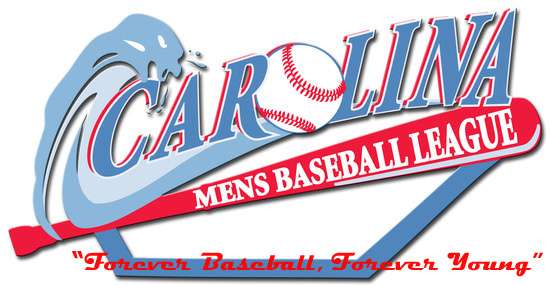 CAROLINA
MENS BASEBALL LEAGUE
"Forever Baseball, Forever Young"